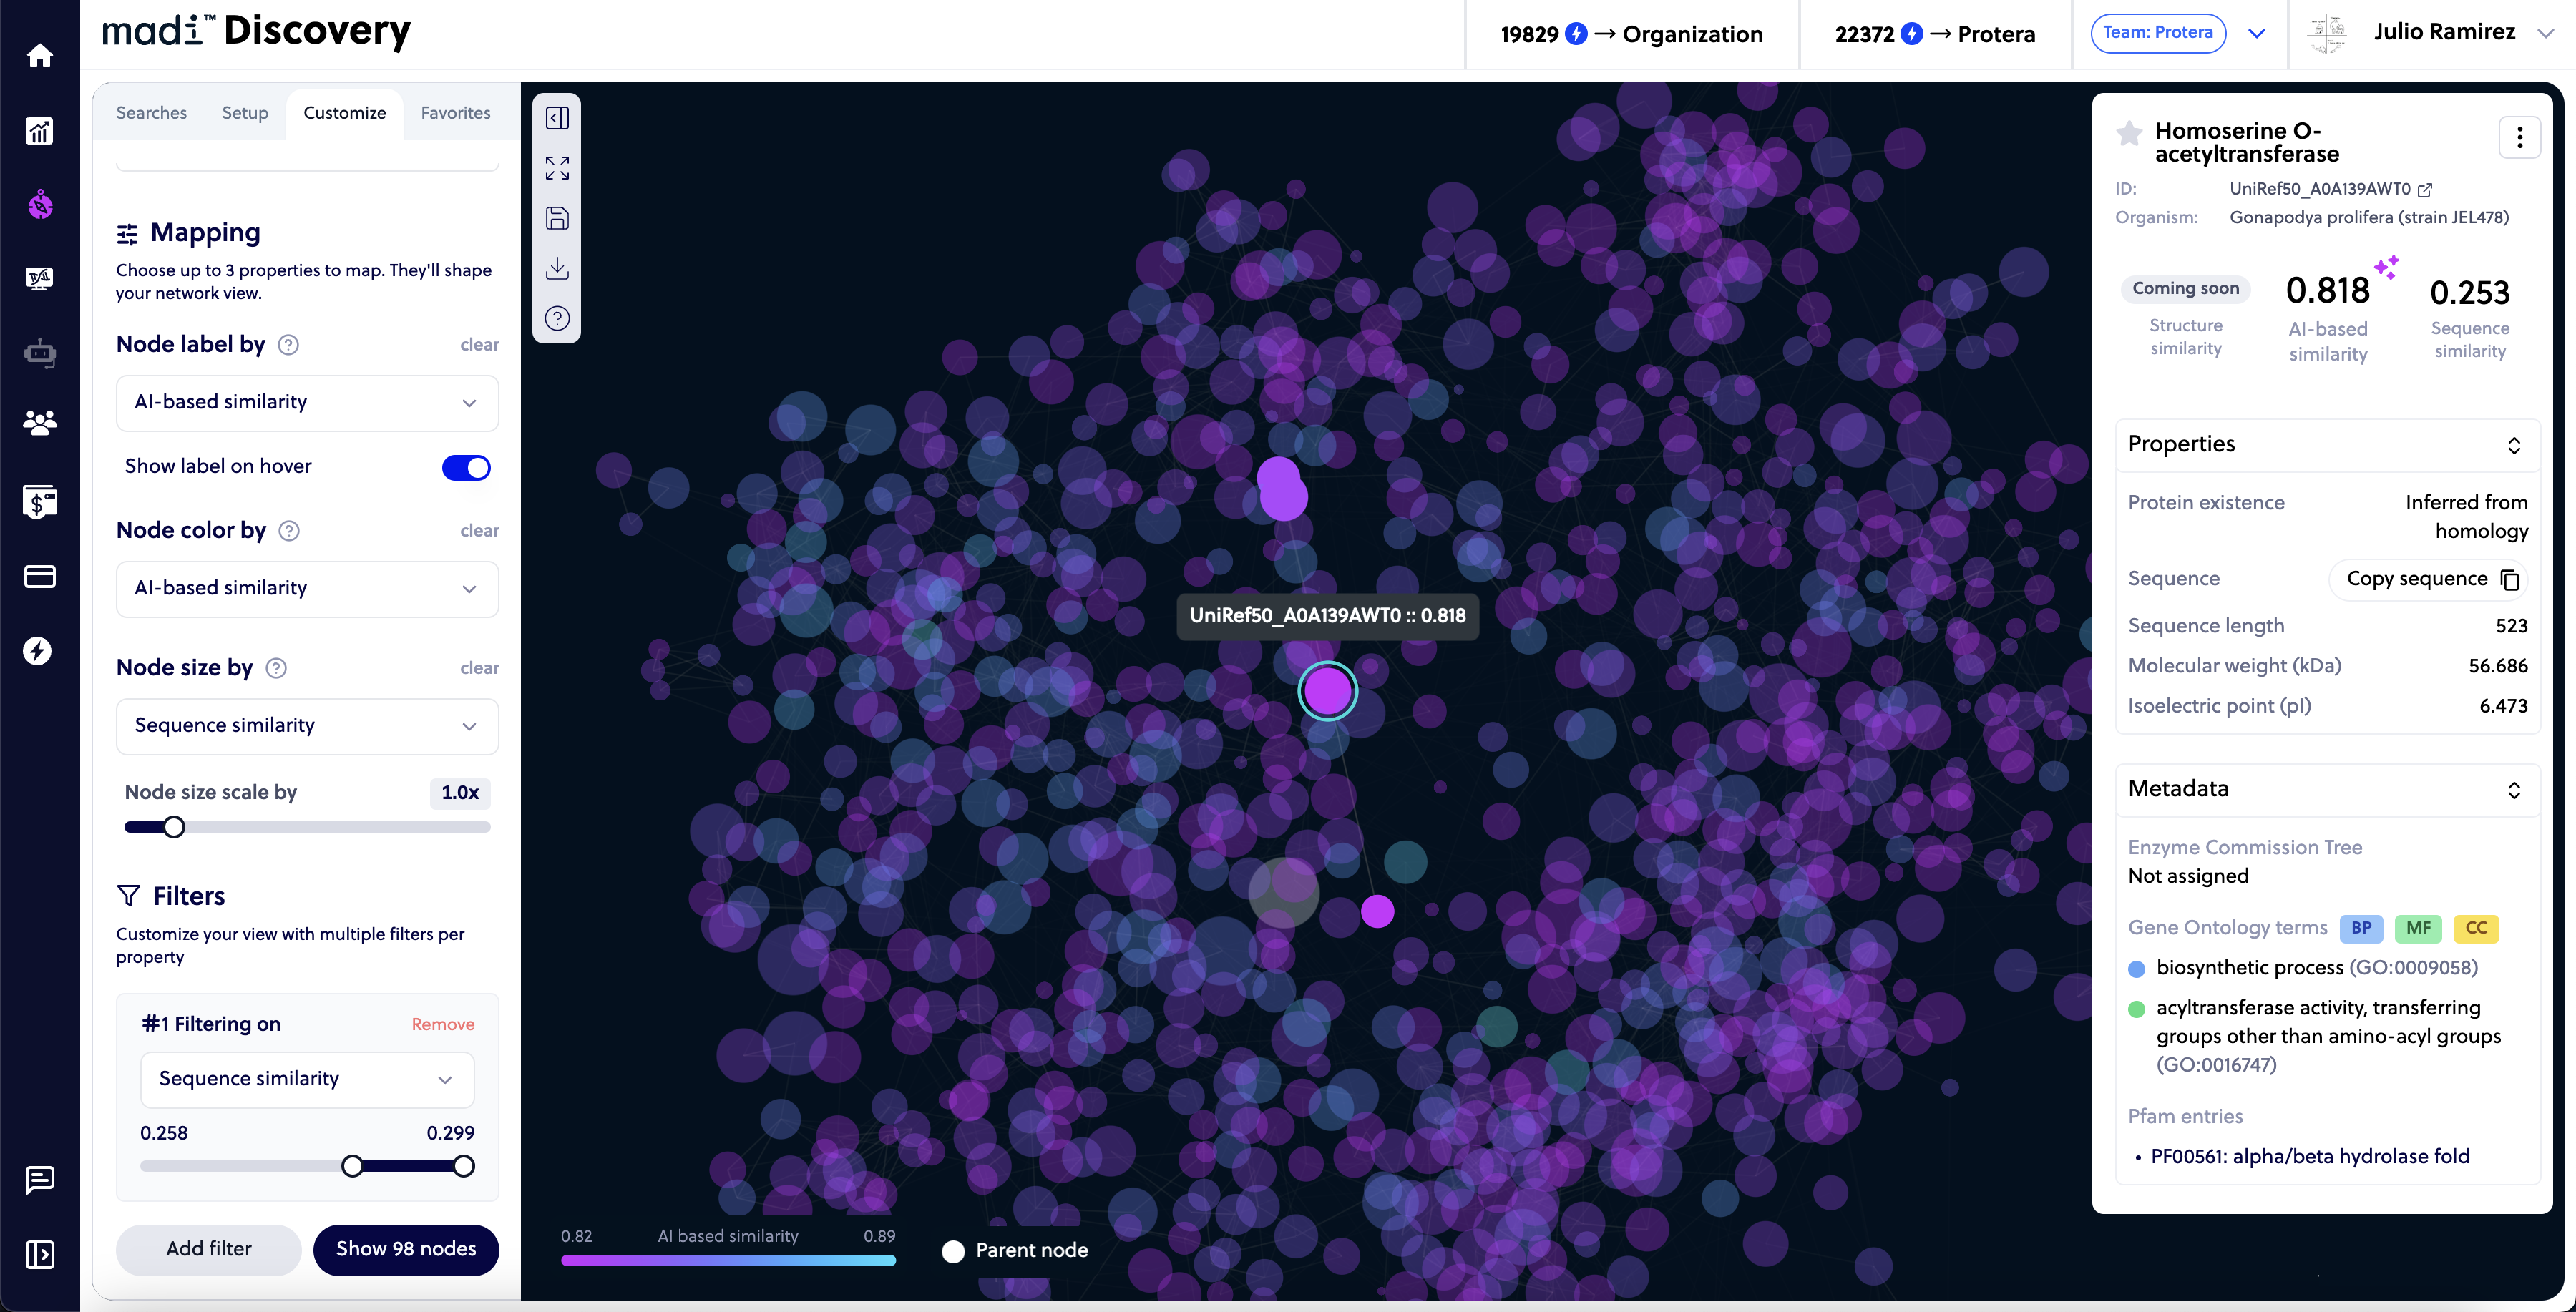 madi™ Discovery
19829 → Organization
22372 → Protera
Team: Protera
Julio Ramirez
Searches
Setup
Customize
Favorites
Mapping
Choose up to 3 properties to map. They'll shape
your network view.
Node label by ?
clear
AI-based similarity
Show label on hover
Node color by ?
clear
AI-based similarity
Node size by ?
clear
Sequence similarity
Node size scale by
1.0x
Filters
Customize your view with multiple filters per
property
#1 Filtering on
Remove
Sequence similarity
0.258
0.299
Add filter
Show 98 nodes
UniRef50_A0A139AWT0 :: 0.818
0.82
AI based similarity
0.89
Parent node
Homoserine O-
acetyltransferase
ID:
UniRef50_A0A139AWT0
Organism:
Gonapodya prolifera (strain JEL478)
Coming soon
Structure
similarity
0.818
AI-based
similarity
0.253
Sequence
similarity
Properties
Protein existence
Inferred from
homology
Sequence
Copy sequence
Sequence length
523
Molecular weight (kDa)
56.686
Isoelectric point (pI)
6.473
Metadata
Enzyme Commission Tree
Not assigned
Gene Ontology terms BP MF CC
biosynthetic process (GO:0009058)
acyltransferase activity, transferring
groups other than amino-acyl groups
(GO:0016747)
Pfam entries
• PF00561: alpha/beta hydrolase fold